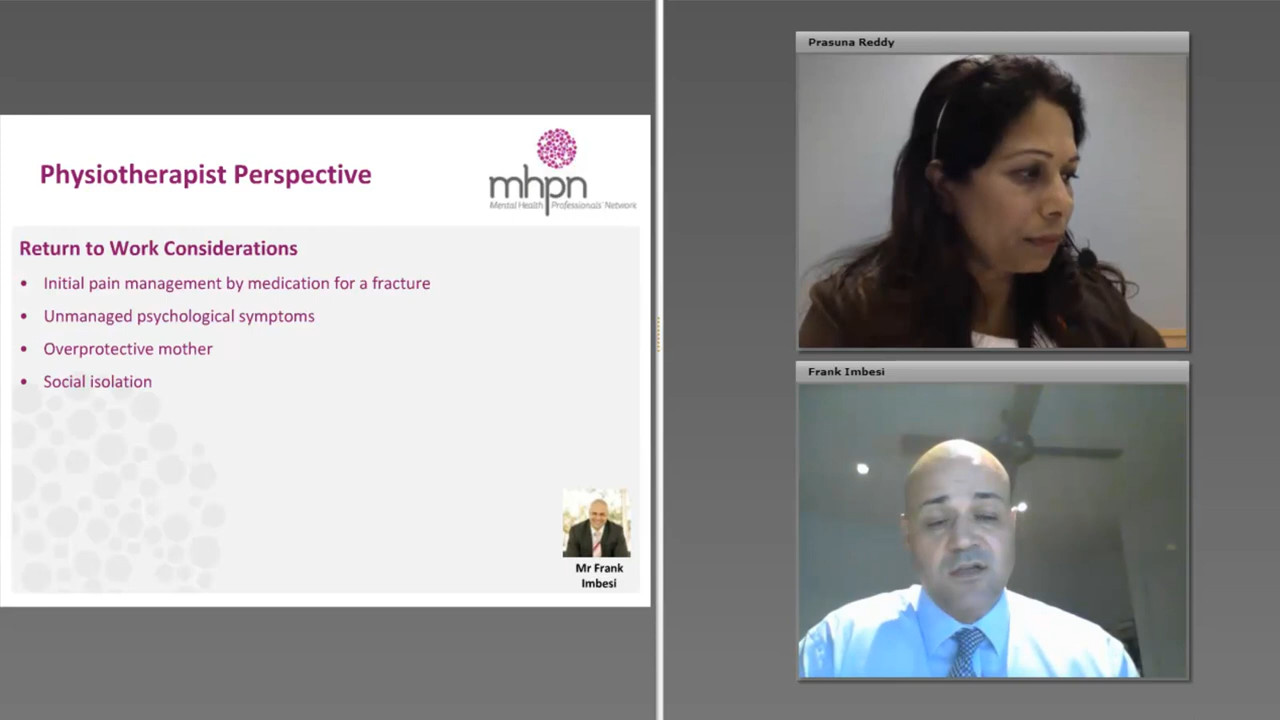 Physiotherapist Perspective
mhpn
Mental Health Professionals' Network
Return to Work Considerations
• Initial pain management by medication for a fracture
• Unmanaged psychological symptoms
• Overprotective mother
• Social isolation
Mr Frank
Imbesi
Prasuna Reddy
Frank Imbesi